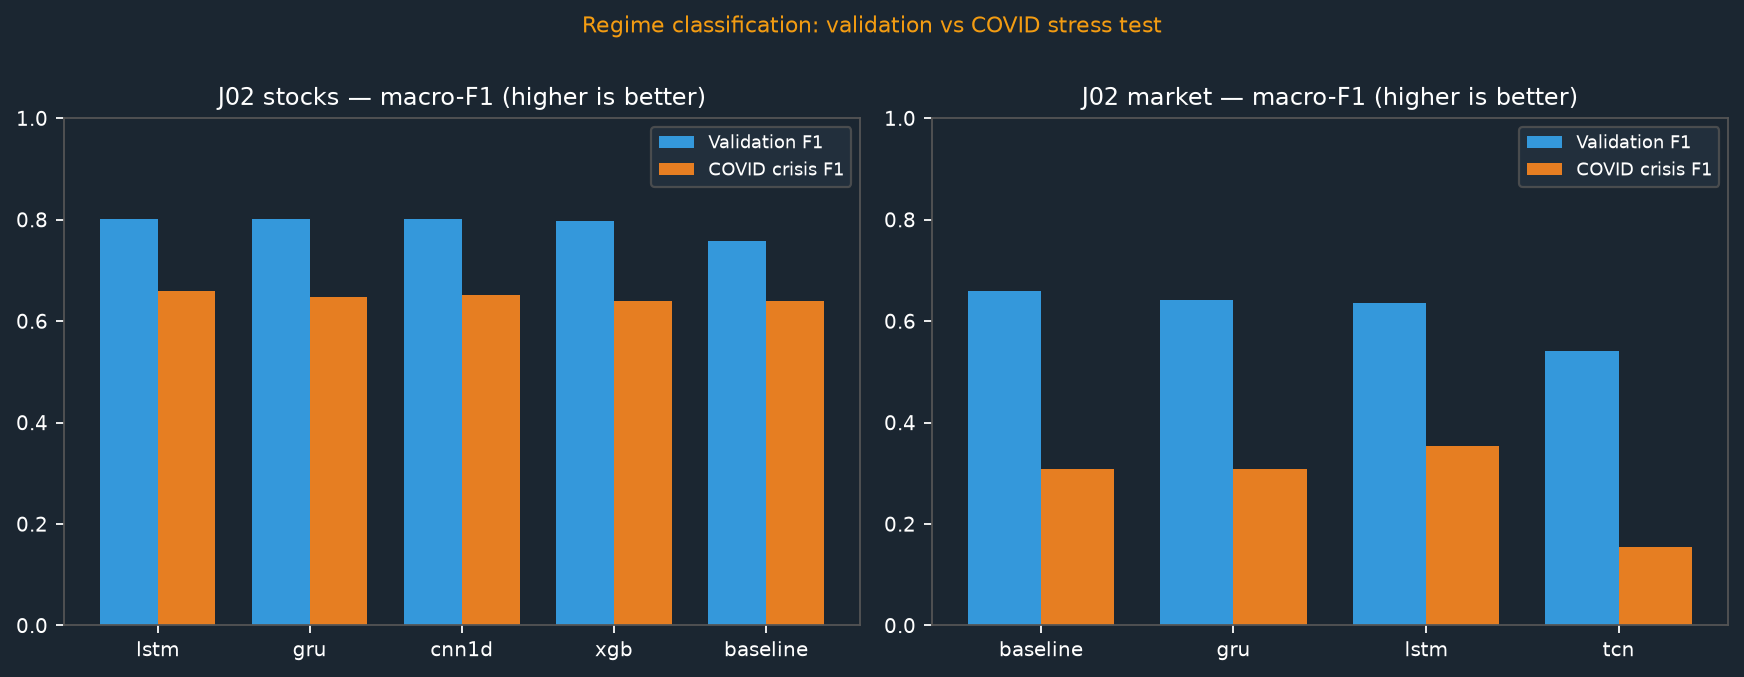 Regime classification: validation vs COVID stress test
J02 stocks — macro-F1 (higher is better)
1.0
0.8
0.6
0.4
0.2
0.0
Validation F1
COVID crisis F1
lstm gru cnn1d xgb baseline
J02 market — macro-F1 (higher is better)
1.0
0.8
0.6
0.4
0.2
0.0
Validation F1
COVID crisis F1
baseline gru lstm tcn